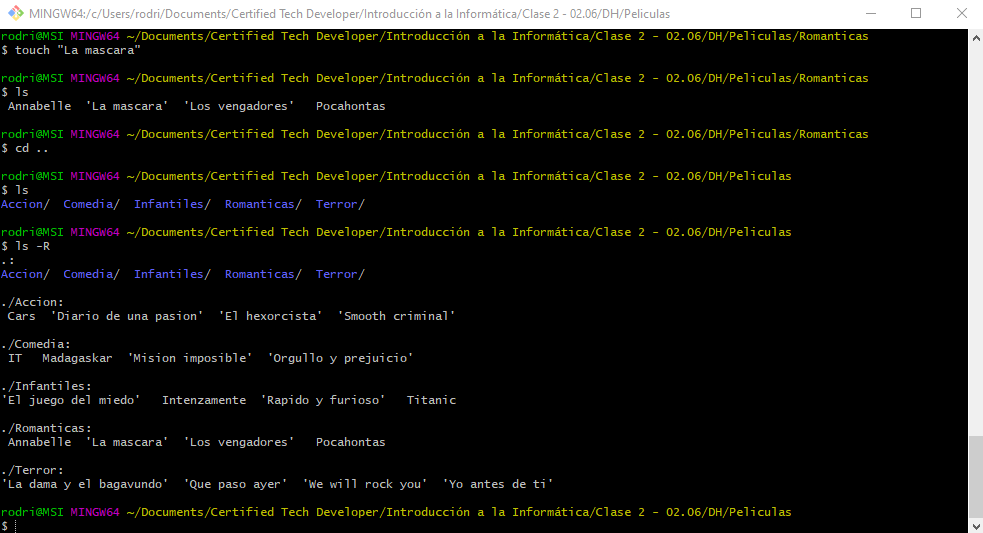 MINGW64:/c/Users/rodri/Documents/Certified Tech Developer/Introducción a la Informática/Clase 2 - 02.06/DH/Peliculas
rodri@MSI MINGW64 ~/Documents/Certified Tech Developer/Introducción a la Informática/Clase 2 - 02.06/DH/Peliculas/Romanticas
$ touch "La mascara"
rodri@MSI MINGW64 ~/Documents/Certified Tech Developer/Introducción a la Informática/Clase 2 - 02.06/DH/Peliculas/Romanticas
$ ls
Annabelle  'La mascara'  'Los vengadores'   Pocahontas
rodri@MSI MINGW64 ~/Documents/Certified Tech Developer/Introducción a la Informática/Clase 2 - 02.06/DH/Peliculas/Romanticas
$ cd ..
rodri@MSI MINGW64 ~/Documents/Certified Tech Developer/Introducción a la Informática/Clase 2 - 02.06/DH/Peliculas
$ ls
Accion/  Comedia/  Infantiles/  Romanticas/  Terror/
rodri@MSI MINGW64 ~/Documents/Certified Tech Developer/Introducción a la Informática/Clase 2 - 02.06/DH/Peliculas
$ ls -R
.:
Accion/  Comedia/  Infantiles/  Romanticas/  Terror/
./Accion:
Cars  'Diario de una pasion'  'El hexorcista'  'Smooth criminal'
./Comedia:
IT   Madagaskar  'Mision imposible'  'Orgullo y prejuicio'
./Infantiles:
'El juego del miedo'   Intenzamente  'Rapido y furioso'   Titanic
./Romanticas:
Annabelle  'La mascara'  'Los vengadores'   Pocahontas
./Terror:
'La dama y el bagavundo'  'Que paso ayer'  'We will rock you'  'Yo antes de ti'
rodri@MSI MINGW64 ~/Documents/Certified Tech Developer/Introducción a la Informática/Clase 2 - 02.06/DH/Peliculas
$